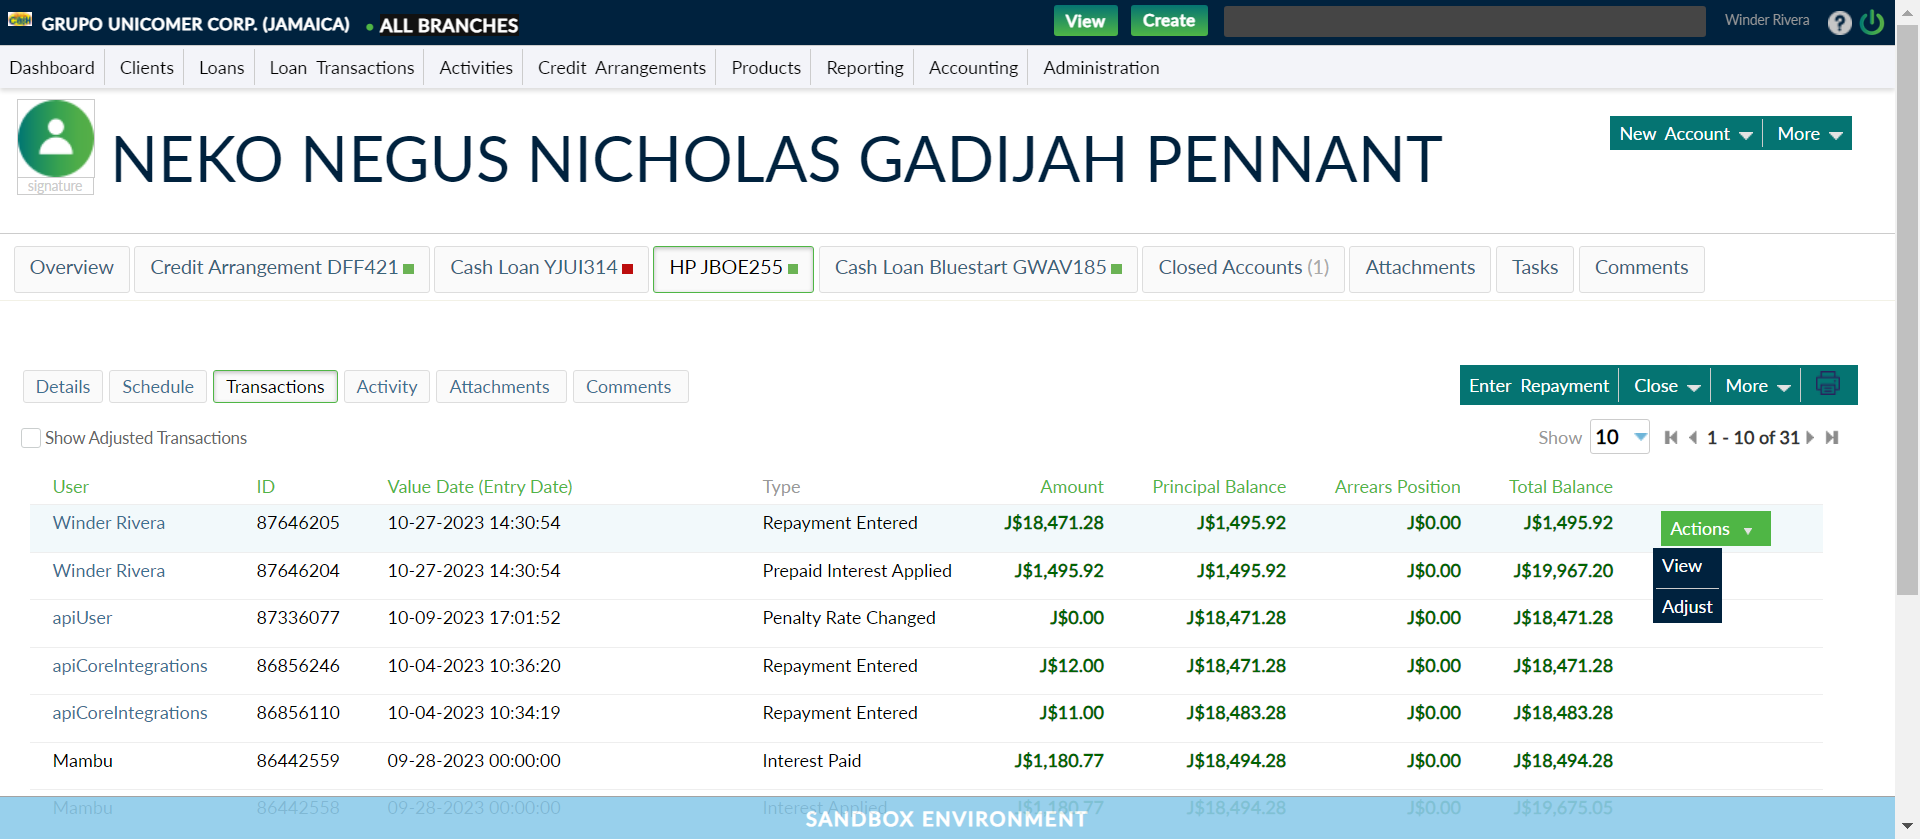 CaSH GRUPO UNICOMER CORP. (JAMAICA) ALL BRANCHES View Create Winder Rivera ?
Dashboard Clients Loans Loan Transactions Activities Credit Arrangements Products Reporting Accounting Administration
NEKO NEGUS NICHOLAS GADIJAH PENNANT New Account More
signature
Overview Credit Arrangement DFF421 Cash Loan YJUI314 HP JBOE255 Cash Loan Bluestart GWAV185 Closed Accounts (1) Attachments Tasks Comments
Details Schedule Transactions Activity Attachments Comments Enter Repayment Close More
Show Adjusted Transactions Show 10 1 - 10 of 31
User ID Value Date (Entry Date) Type Amount Principal Balance Arrears Position Total Balance
Winder Rivera 87646205 10-27-2023 14:30:54 Repayment Entered J$18,471.28 J$1,495.92 J$0.00 J$1,495.92 Actions
View
Winder Rivera 87646204 10-27-2023 14:30:54 Prepaid Interest Applied J$1,495.92 J$1,495.92 J$0.00 J$19,967.20
Adjust
apiUser 87336077 10-09-2023 17:01:52 Penalty Rate Changed J$0.00 J$18,471.28 J$0.00 J$18,471.28
apiCoreIntegrations 86856246 10-04-2023 10:36:20 Repayment Entered J$12.00 J$18,471.28 J$0.00 J$18,471.28
apiCoreIntegrations 86856110 10-04-2023 10:34:19 Repayment Entered J$11.00 J$18,483.28 J$0.00 J$18,483.28
Mambu 86442559 09-28-2023 00:00:00 Interest Paid J$1,180.77 J$18,494.28 J$0.00 J$18,494.28
Mambu 86442558 09-28-2023 00:00:00 Interest Applied J$1,180.77 J$18,494.28 J$0.00 J$19,675.05
SANDBOX ENVIRONMENT